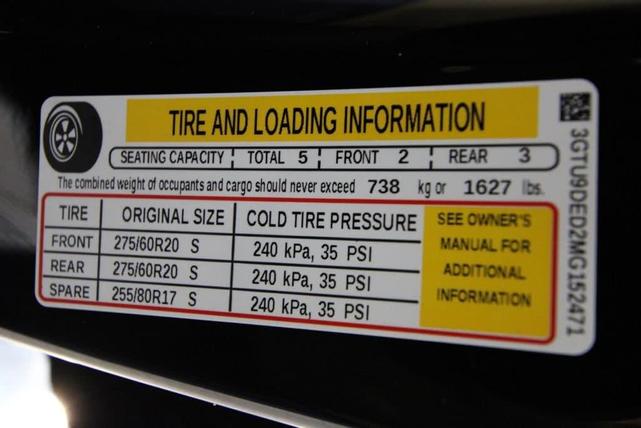 TIRE AND LOADING INFORMATION
SEATING CAPACITY TOTAL 5 FRONT 2 REAR 3
The combined weight of occupants and cargo should never exceed 738 kg or 1627 lbs.
TIRE ORIGINAL SIZE COLD TIRE PRESSURE
FRONT 275/60R20 S 240 kPa, 35 PSI
REAR 275/60R20 S 240 kPa, 35 PSI
SPARE 255/80R17 S 240 kPa, 35 PSI
SEE OWNER'S
MANUAL FOR
ADDITIONAL
INFORMATION
3GTU9DED2MG152471